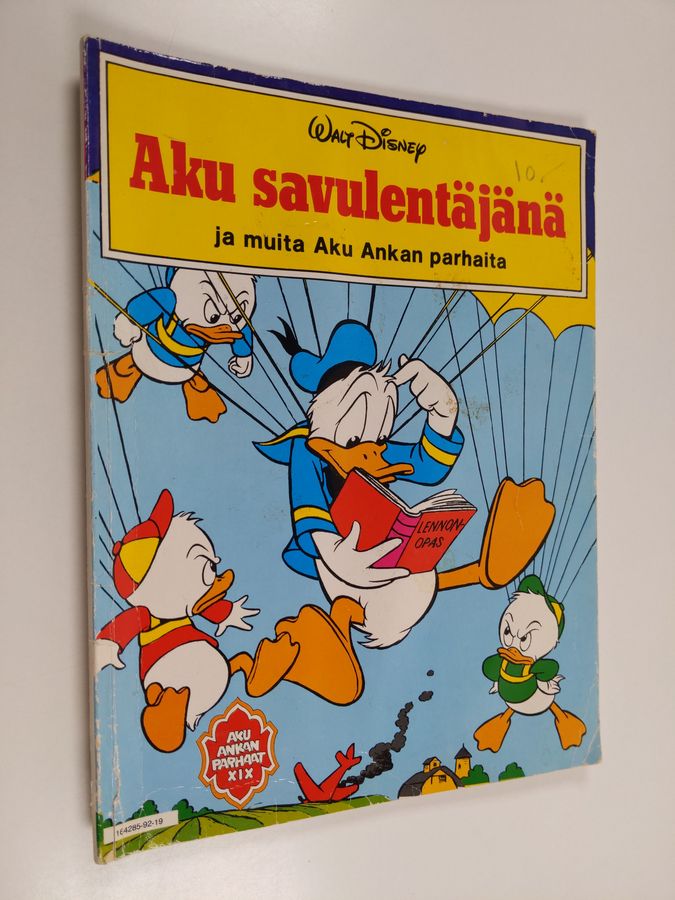 Walt Disney
10.-
Aku savulentäjänä
ja muita Aku Ankan parhaita
LENNON-
OPAS
AKU
ANKAN
PARHAAT
XIX
164285-92-19